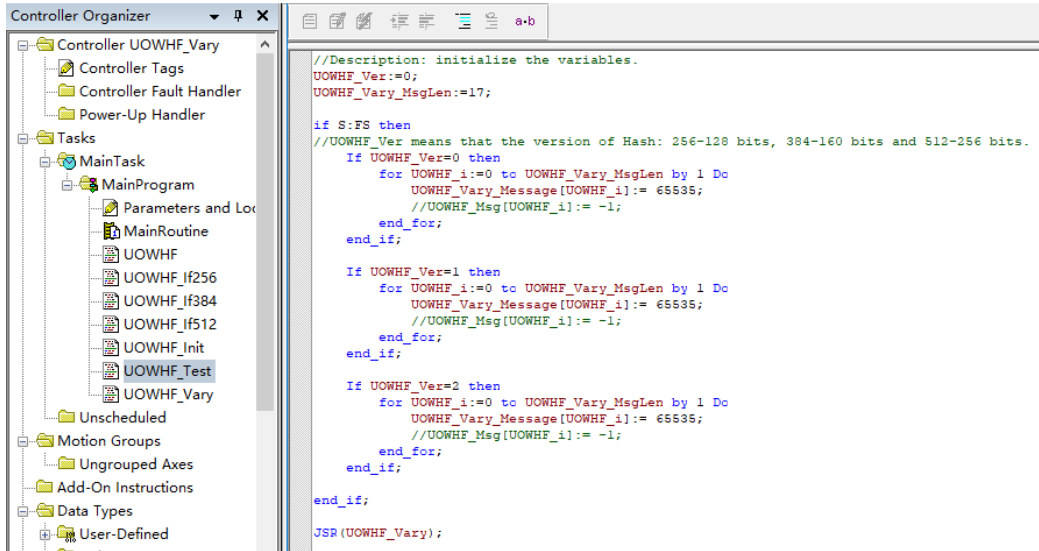 Controller Organizer
Controller UOWHF_Vary
Controller Tags
Controller Fault Handler
Power-Up Handler
Tasks
MainTask
MainProgram
Parameters and Loc
MainRoutine
UOWHF
UOWHF_If256
UOWHF_If384
UOWHF_If512
UOWHF_Init
UOWHF_Test
UOWHF_Vary
Unscheduled
Motion Groups
Ungrouped Axes
Add-On Instructions
Data Types
User-Defined
a-b
//Description: initialize the variables.
UOWHF_Ver:=0;
UOWHF_Vary_MsgLen:=17;
if S:FS then
//UOWHF_Ver means that the version of Hash: 256-128 bits, 384-160 bits and 512-256 bits.
If UOWHF_Ver=0 then
for UOWHF_i:=0 to UOWHF_Vary_MsgLen by 1 Do
UOWHF_Vary_Message[UOWHF_i]:= 65535;
//UOWHF_Msg[UOWHF_i]:= -1;
end_for;
end_if;
If UOWHF_Ver=1 then
for UOWHF_i:=0 to UOWHF_Vary_MsgLen by 1 Do
UOWHF_Vary_Message[UOWHF_i]:= 65535;
//UOWHF_Msg[UOWHF_i]:= -1;
end_for;
end_if;
If UOWHF_Ver=2 then
for UOWHF_i:=0 to UOWHF_Vary_MsgLen by 1 Do
UOWHF_Vary_Message[UOWHF_i]:= 65535;
//UOWHF_Msg[UOWHF_i]:= -1;
end_for;
end_if;
end_if;
JSR(UOWHF_Vary);